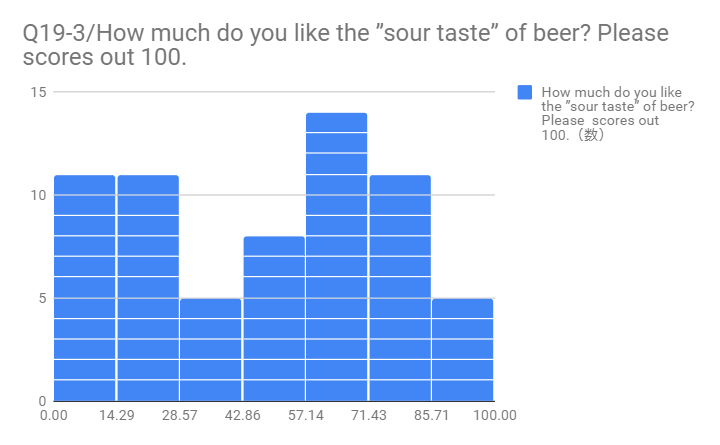 Q19-3/How much do you like the ”sour taste” of beer? Please
scores out 100.
15
10
5
0
0.00 14.29 28.57 42.86 57.14 71.43 85.71 100.00
How much do you like
the ”sour taste” of beer?
Please  scores out
100.（数）